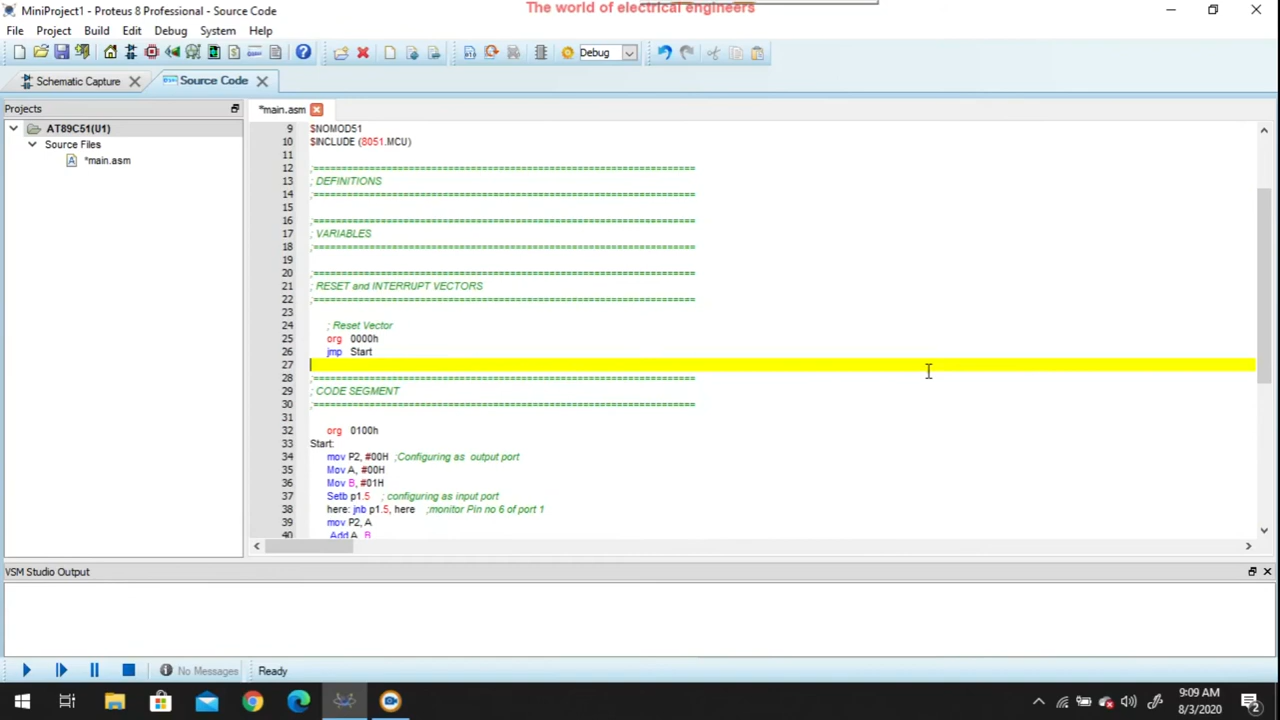 MiniProject1 - Proteus 8 Professional - Source Code
The world of electrical engineers
File Project Build Edit Debug System Help
Debug
Schematic Capture Source Code
Projects
*main.asm
AT89C51(U1)
Source Files
*main.asm
9 $NOMOD51
10 $INCLUDE (8051.MCU)
11
12 ;====================================================================
13 ; DEFINITIONS
14 ;====================================================================
15
16 ;====================================================================
17 ; VARIABLES
18 ;====================================================================
19
20 ;====================================================================
21 ; RESET and INTERRUPT VECTORS
22 ;====================================================================
23
24 ; Reset Vector
25 org 0000h
26 jmp Start
27
28 ;====================================================================
29 ; CODE SEGMENT
30 ;====================================================================
31
32 org 0100h
33 Start:
34 mov P2, #00H ;Configuring as output port
35 Mov A, #00H
36 Mov B, #01H
37 Setb p1.5 ; configuring as input port
38 here: jnb p1.5, here ;monitor Pin no 6 of port 1
39 mov P2, A
40 Add A, B
VSM Studio Output
No Messages Ready
9:09 AM
8/3/2020
2